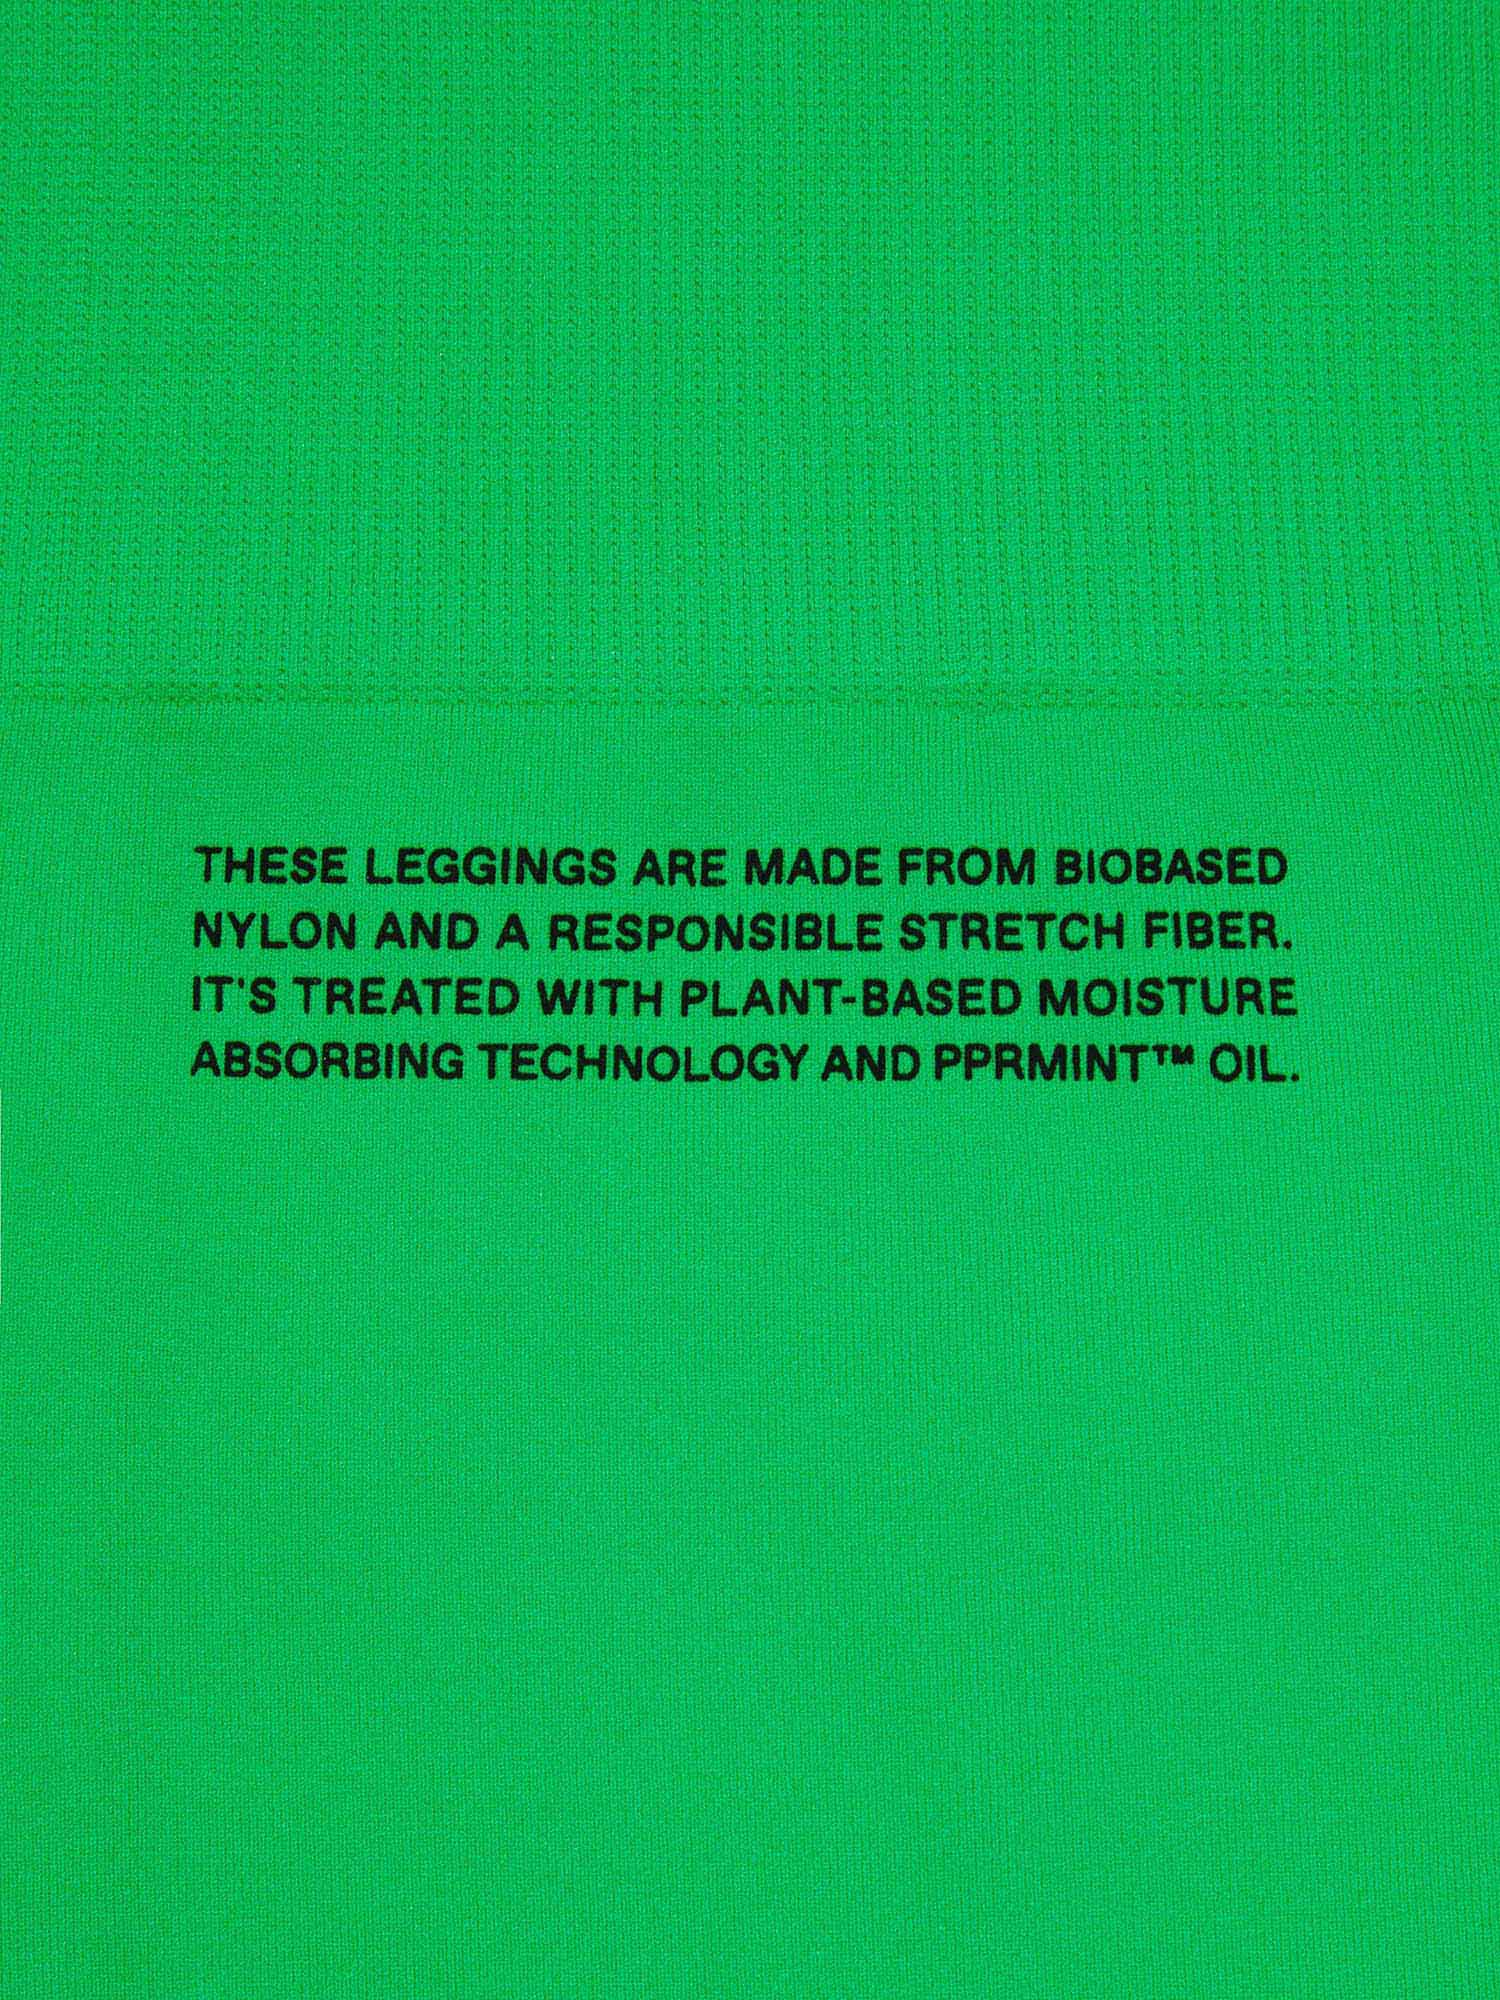 THESE LEGGINGS ARE MADE FROM BIOBASED
NYLON AND A RESPONSIBLE STRETCH FIBER.
IT'S TREATED WITH PLANT-BASED MOISTURE
ABSORBING TECHNOLOGY AND PPRMINT™ OIL.